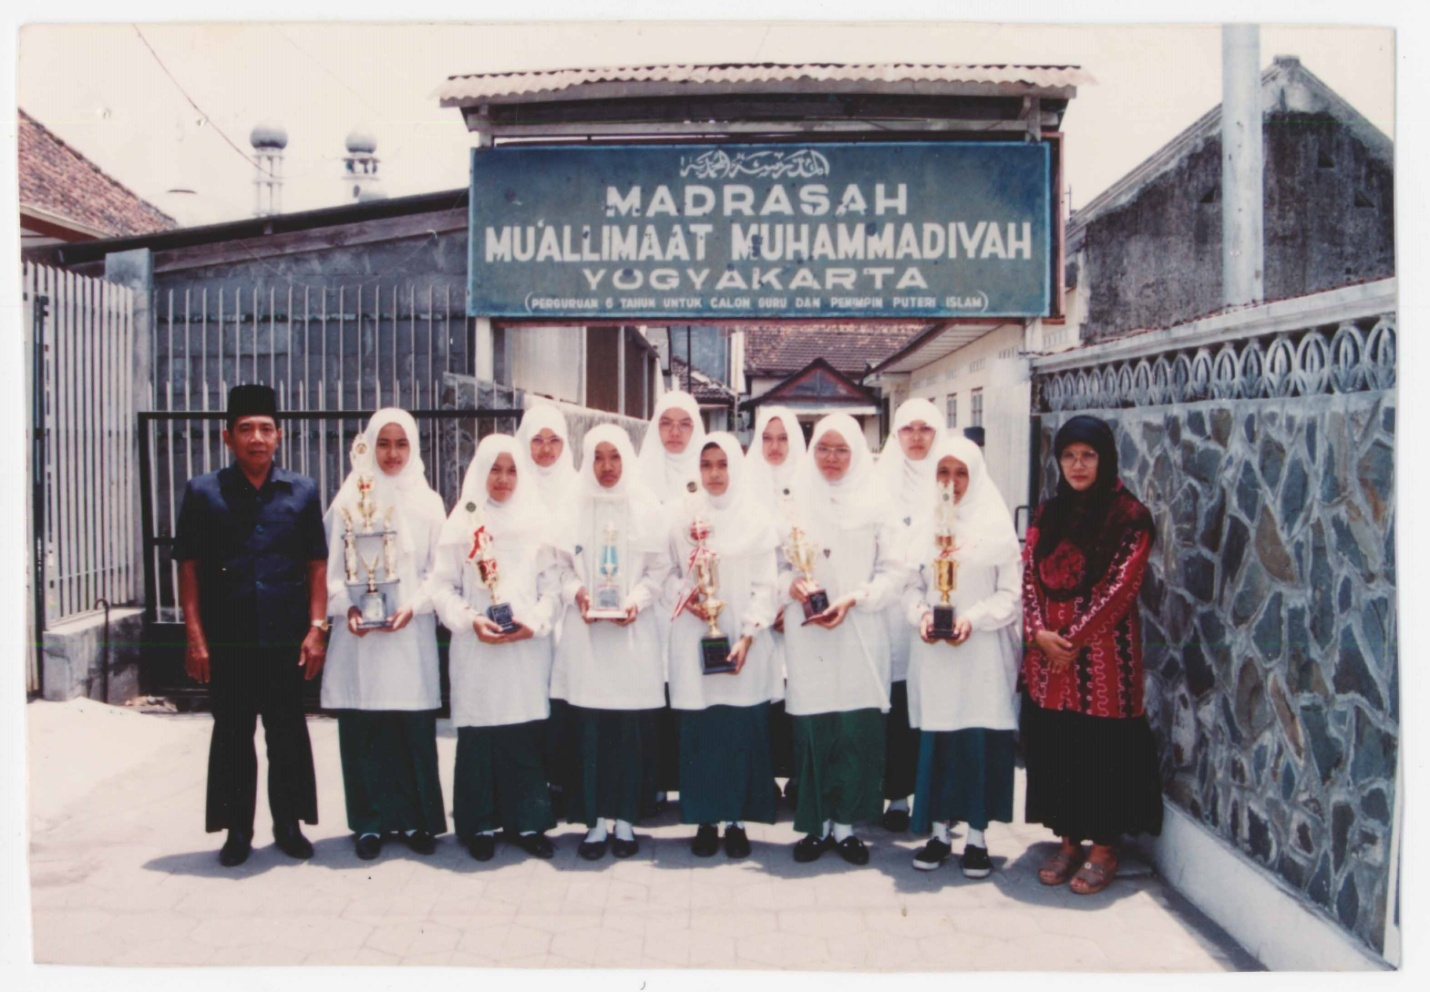 MADRASAH
MU'ALLIMAAT MUHAMMADIYAH
YOGYAKARTA
(PERGURUAN 6 TAHUN UNTUK CALON GURU DAN PEMIMPIN PUTERI ISLAM)